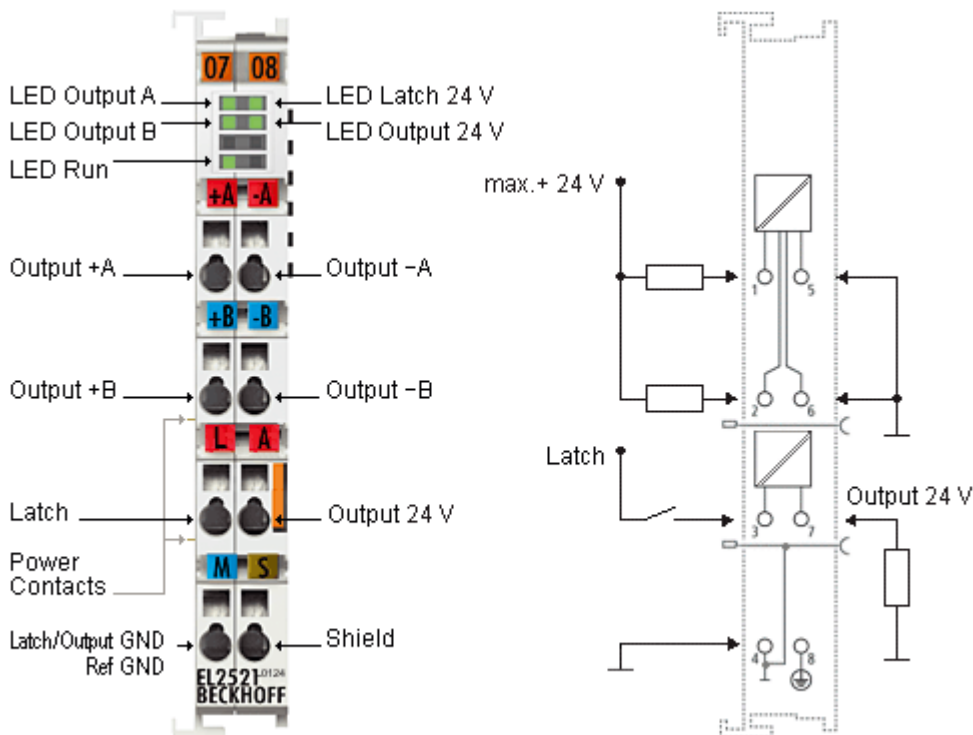 07 08
LED Output A
LED Latch 24 V
LED Output B
LED Output 24 V
LED Run
+A -A
Output +A
Output −A
+B -B
Output +B
Output −B
L A
Latch
Output 24 V
Power
Contacts
M S
Latch/Output GND
Ref GND
Shield
EL2521 L0124
BECKHOFF
max.+ 24 V
1 5
2 6
Latch
Output 24 V
3 7
4 8